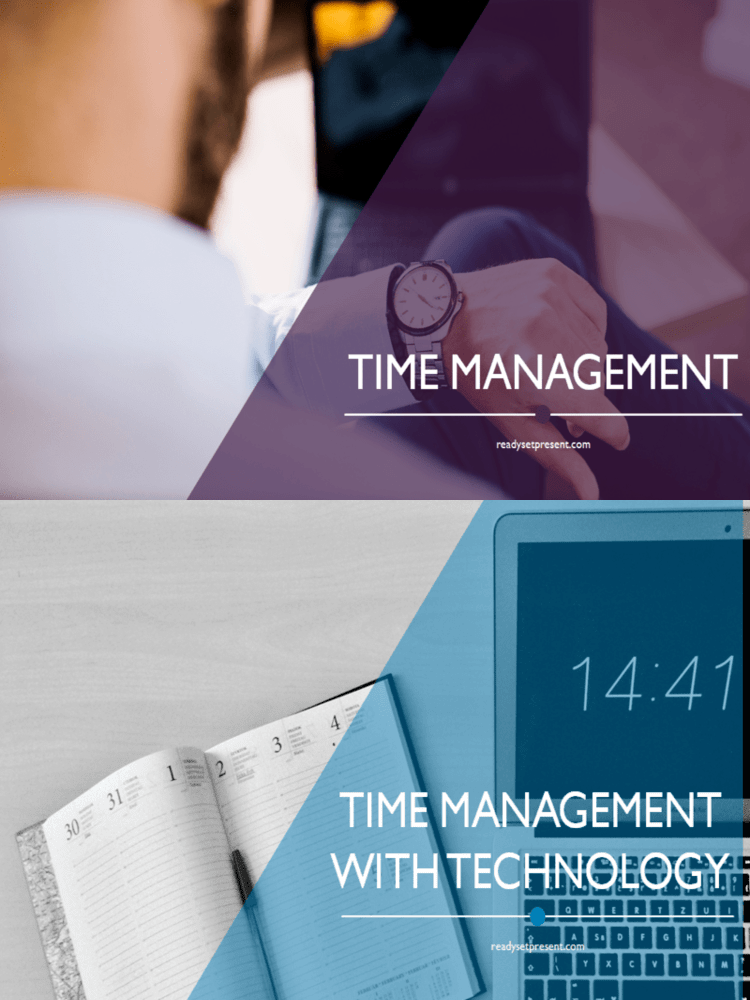 TIME MANAGEMENT
readysetpresent.com
14:41
30 31 1 2 3 4
TIME MANAGEMENT
WITH TECHNOLOGY
Q W E R T Z U
A S D F G H J K
Y X C V B N M
readysetpresent.com